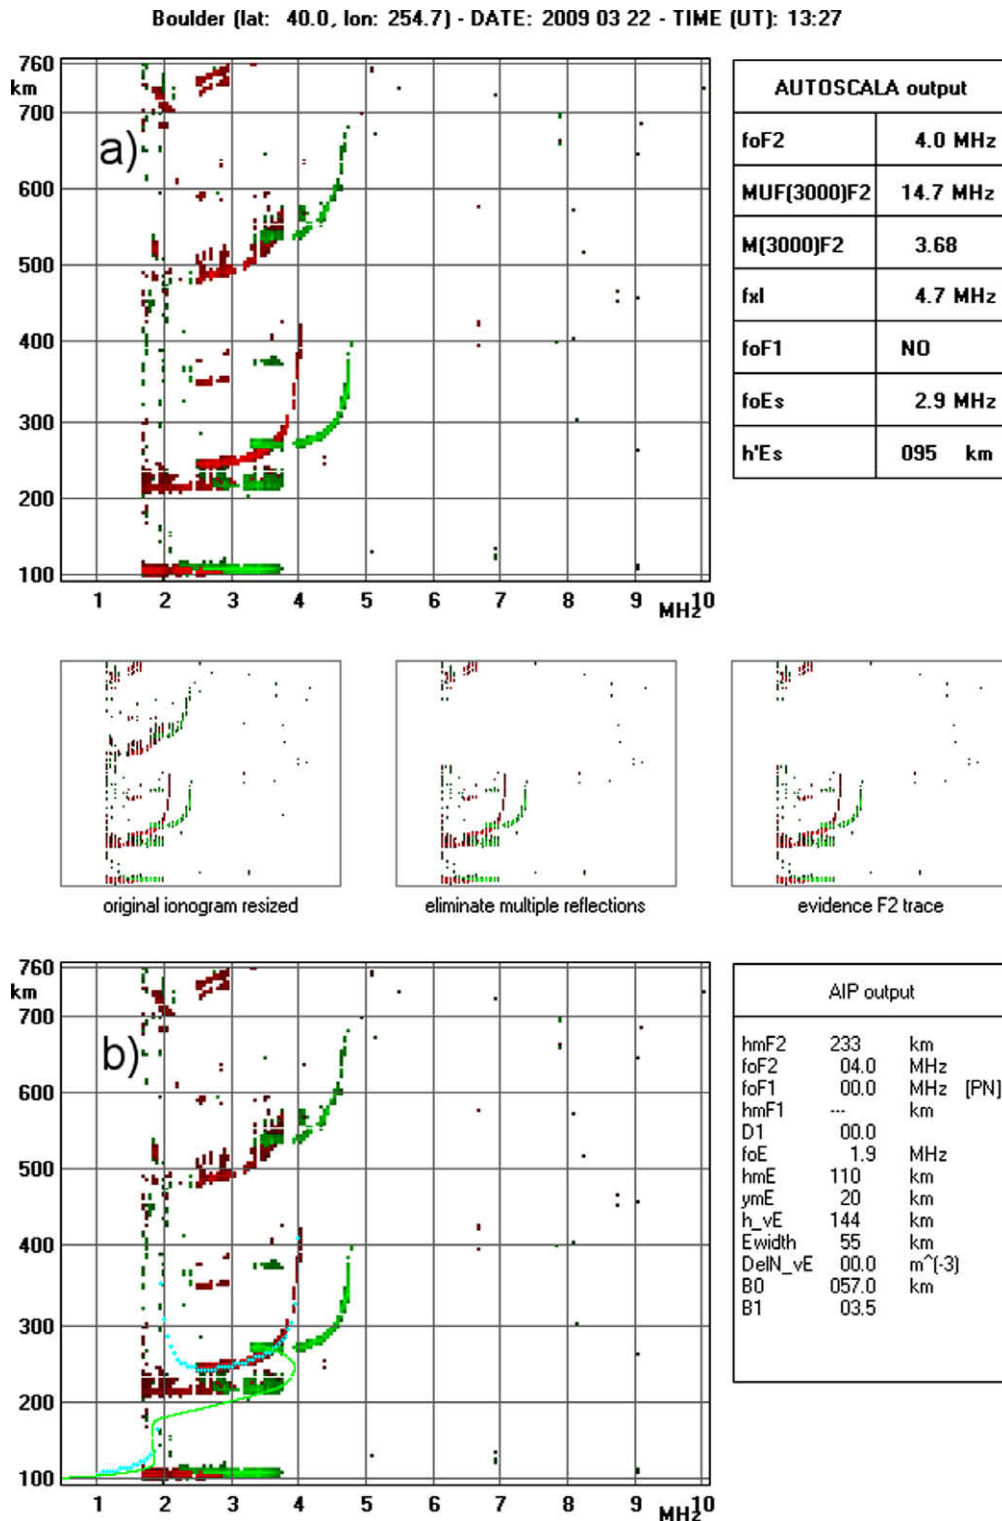 Boulder (lat: 40.0, lon: 254.7) - DATE: 2009 03 22 - TIME (UT): 13:27
760
km
700
600
500
400
300
200
100
a)
1 2 3 4 5 6 7 8 9 10
MHz
AUTOSCALA output
foF2 4.0 MHz
MUF(3000)F2 14.7 MHz
M(3000)F2 3.68
fxI 4.7 MHz
foF1 NO
foEs 2.9 MHz
h'Es 095 km
original ionogram resized
eliminate multiple reflections
evidence F2 trace
760
km
700
600
500
400
300
200
100
b)
1 2 3 4 5 6 7 8 9 10
MHz
AIP output
hmF2 233 km
foF2 04.0 MHz
foF1 00.0 MHz [PN]
hmF1 --- km
D1 00.0
foE 1.9 MHz
hmE 110 km
ymE 20 km
h_vE 144 km
Ewidth 55 km
DelN_vE 00.0 m^(-3)
B0 057.0 km
B1 03.5